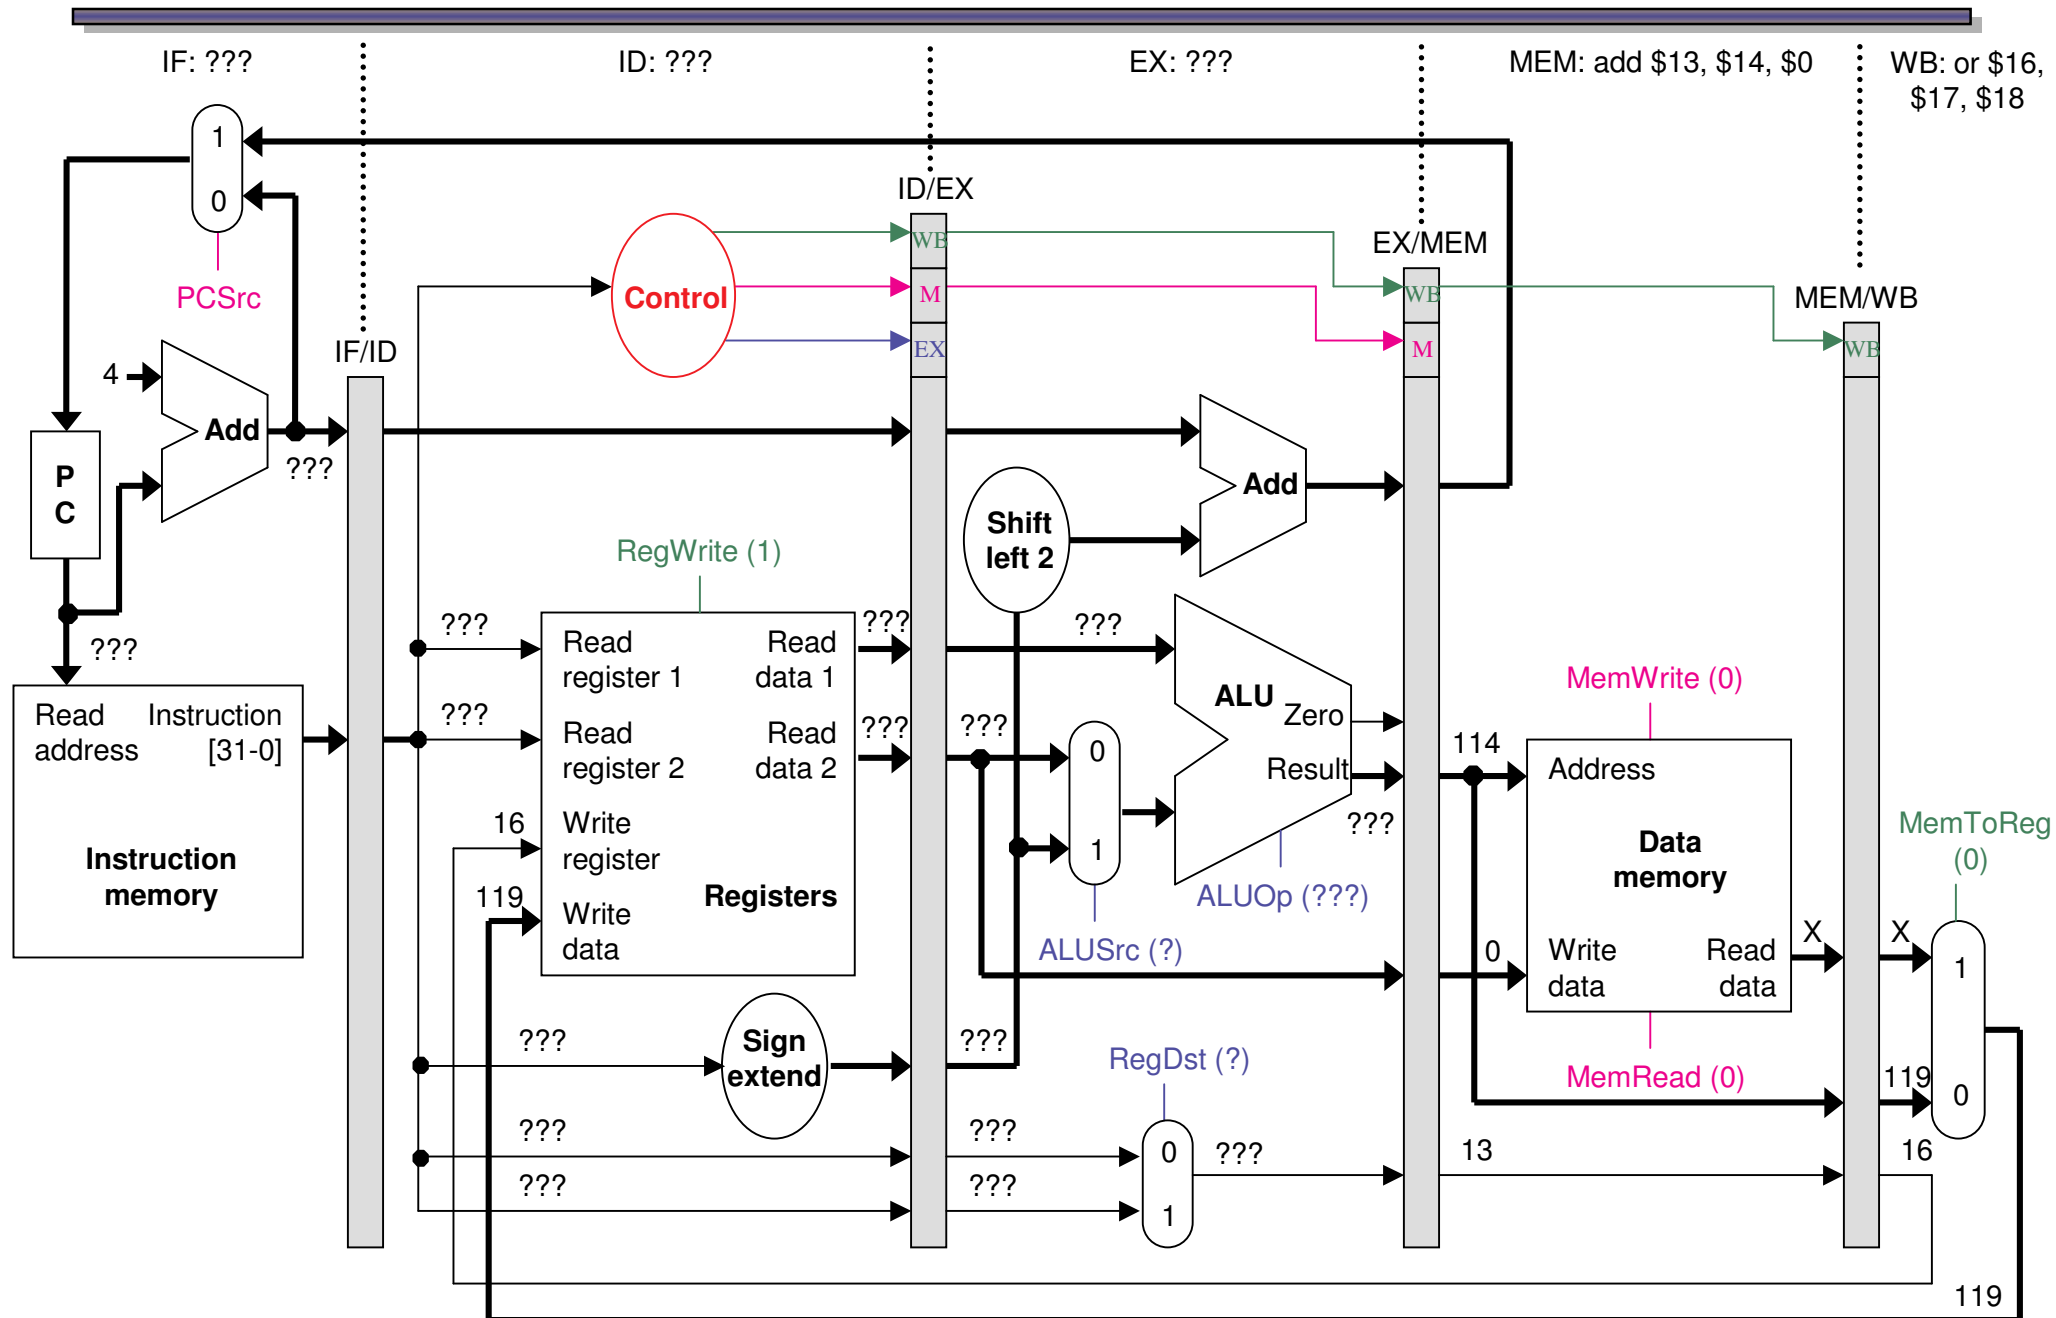 IF: ???
ID: ???
EX: ???
MEM: add $13, $14, $0
WB: or $16,
$17, $18
1
0
PCSrc
4
Add
???
P
C
???
Read
address
Instruction
[31-0]
Instruction
memory
IF/ID
Control
ID/EX
WB
M
EX
EX/MEM
WB
M
MEM/WB
WB
RegWrite (1)
???
Read
register 1
Read
data 1
???
???
Read
register 2
Read
data 2
???
16
Write
register
119
Write
data
Registers
???
Sign
extend
???
???
Shift
left 2
Add
???
???
0
1
ALUSrc (?)
ALU
Zero
Result
???
ALUOp (???)
???
RegDst (?)
???
???
0
1
???
MemWrite (0)
114
Address
Data
memory
0
Write
data
Read
data
X
MemRead (0)
13
MemToReg
(0)
X
1
119
0
16
119